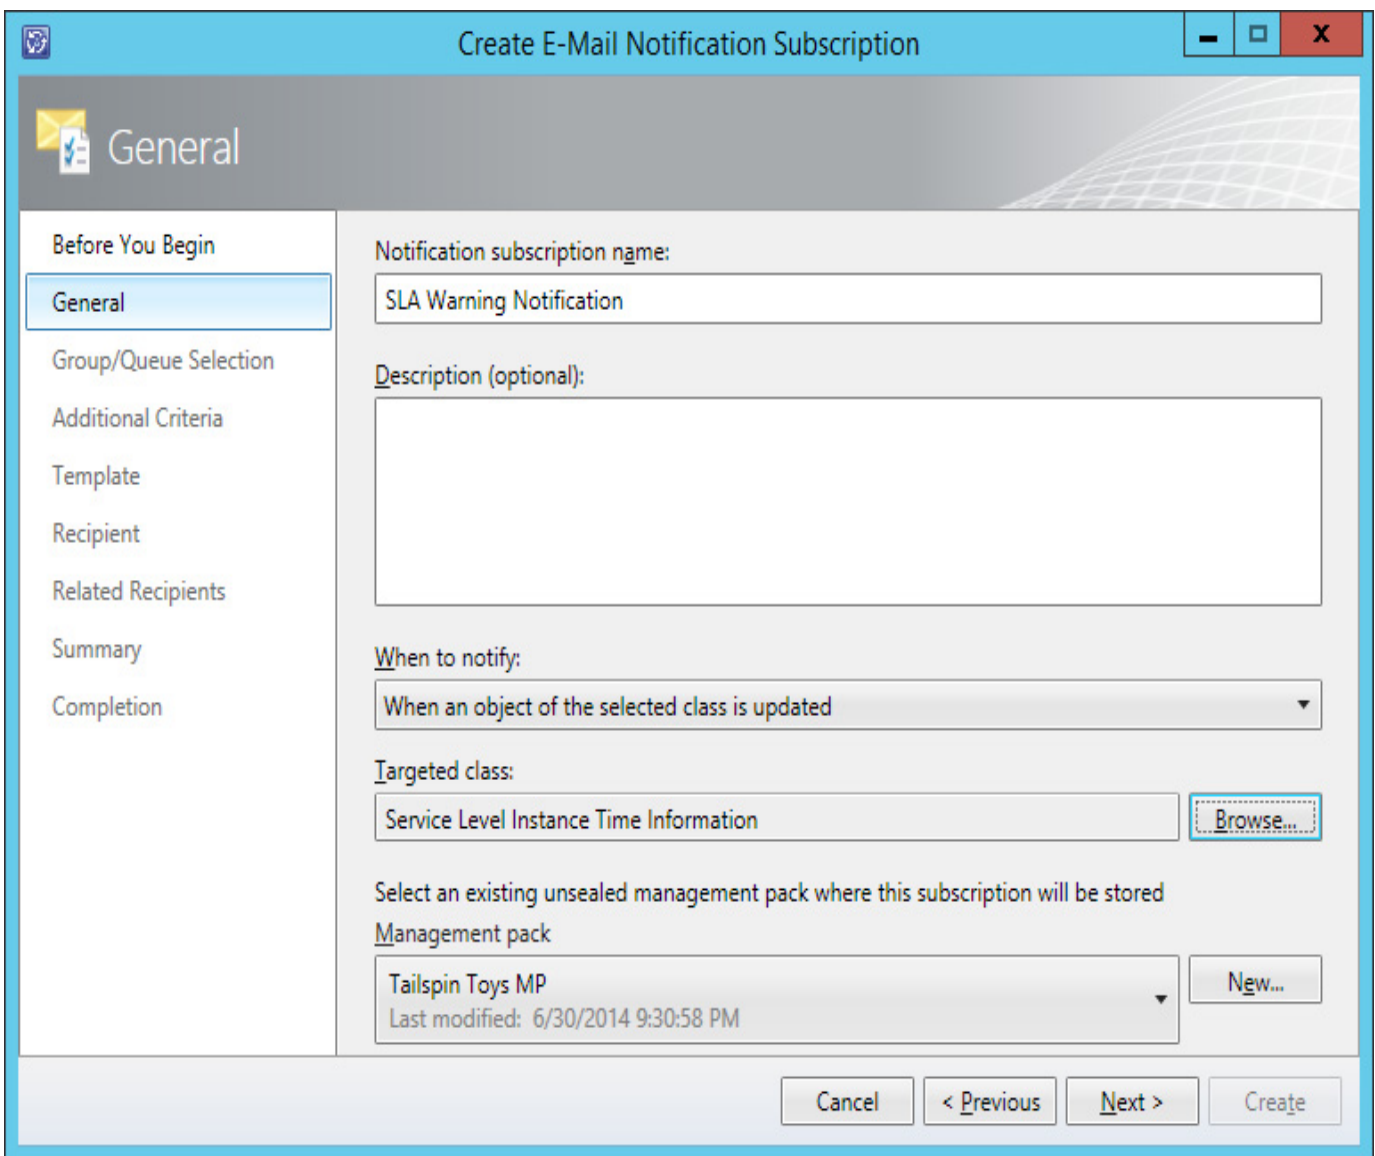 Create E-Mail Notification Subscription
X
General
Before You Begin
General
Group/Queue Selection
Additional Criteria
Template
Recipient
Related Recipients
Summary
Completion
Notification subscription name:
SLA Warning Notification
Description (optional):
When to notify:
When an object of the selected class is updated
Targeted class:
Service Level Instance Time Information
Browse...
Select an existing unsealed management pack where this subscription will be stored
Management pack
Tailspin Toys MP
Last modified: 6/30/2014 9:30:58 PM
New...
Cancel
< Previous
Next >
Create